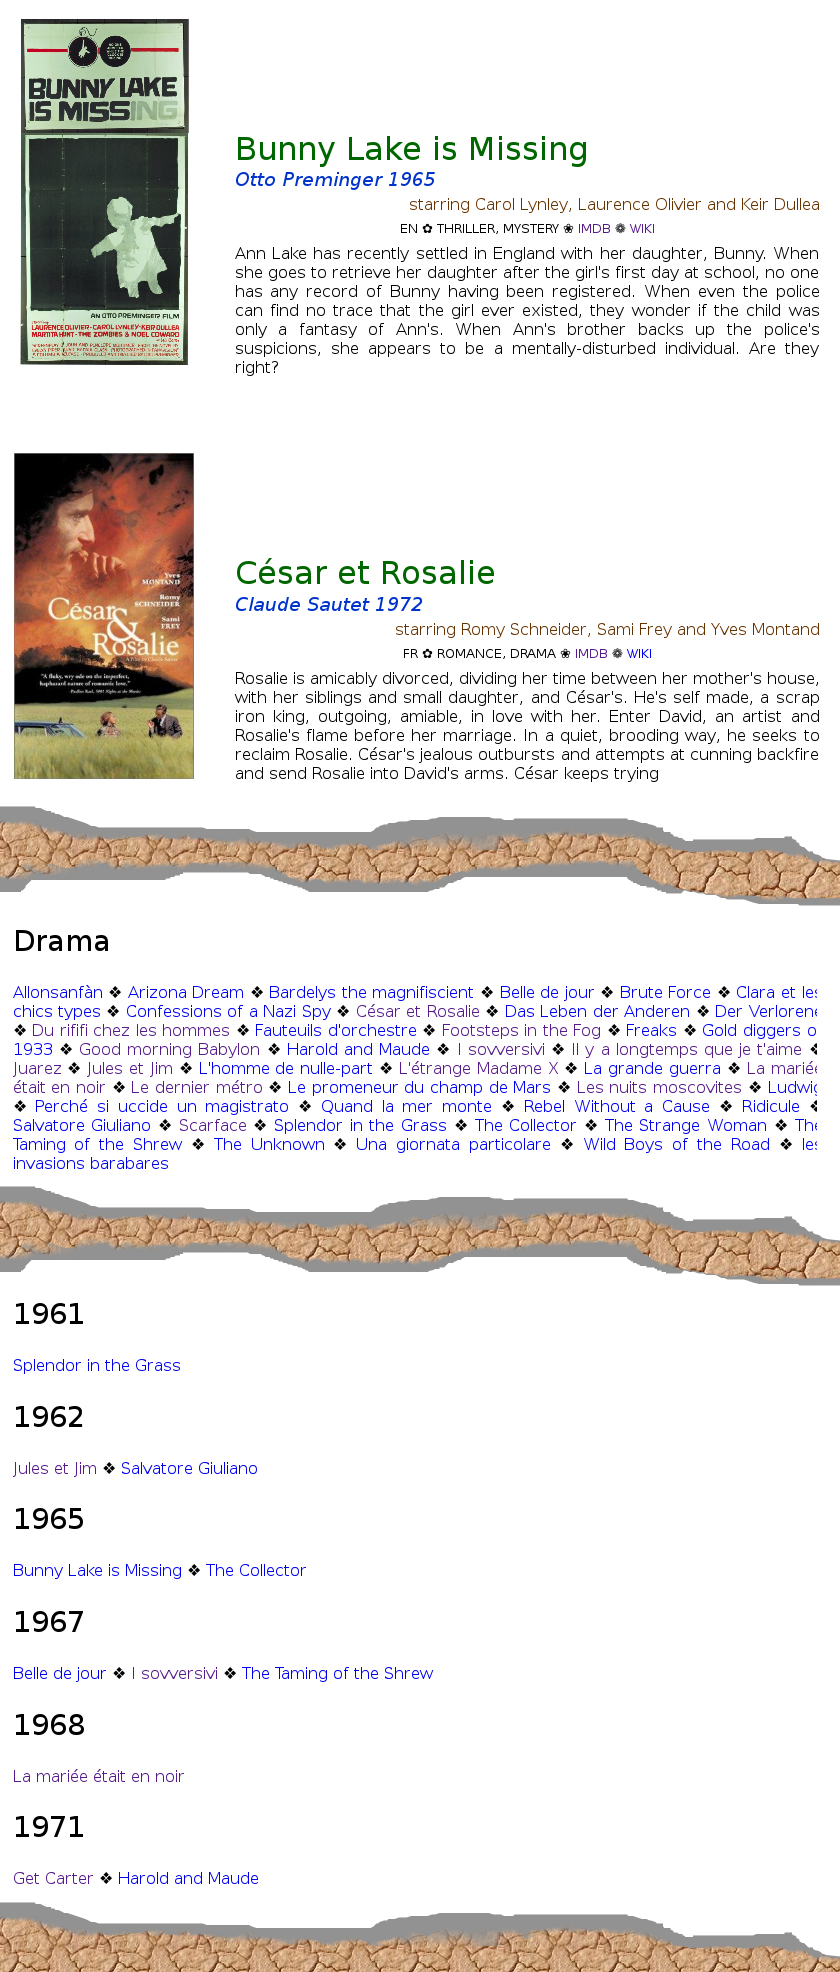 BUNNY LAKE
IS MISSING
AN OTTO PREMINGER FILM
LAURENCE OLIVIER · CAROL LYNLEY · KEIR DULLEA
MARTITA HUNT · THE ZOMBIES & NOEL COWARD
Bunny Lake is Missing
Otto Preminger 1965
starring Carol Lynley, Laurence Olivier and Keir Dullea
EN ✿ THRILLER, MYSTERY ❀ IMDB ❁ WIKI
Ann Lake has recently settled in England with her daughter, Bunny. When
she goes to retrieve her daughter after the girl's first day at school, no one
has any record of Bunny having been registered. When even the police
can find no trace that the girl ever existed, they wonder if the child was
only a fantasy of Ann's. When Ann's brother backs up the police's
suspicions, she appears to be a mentally-disturbed individual. Are they
right?
Yves
MONTAND
Romy
SCHNEIDER
Sami
FREY
César
&
Rosalie
A Film by Claude Sautet
"A fluky, wry ode to the imperfect,
haphazard nature of romantic love."
César et Rosalie
Claude Sautet 1972
starring Romy Schneider, Sami Frey and Yves Montand
FR ✿ ROMANCE, DRAMA ❀ IMDB ❁ WIKI
Rosalie is amicably divorced, dividing her time between her mother's house,
with her siblings and small daughter, and César's. He's self made, a scrap
iron king, outgoing, amiable, in love with her. Enter David, an artist and
Rosalie's flame before her marriage. In a quiet, brooding way, he seeks to
reclaim Rosalie. César's jealous outbursts and attempts at cunning backfire
and send Rosalie into David's arms. César keeps trying
Drama
Allonsanfàn ❖ Arizona Dream ❖ Bardelys the magnifiscient ❖ Belle de jour ❖ Brute Force ❖ Clara et les
chics types ❖ Confessions of a Nazi Spy ❖ César et Rosalie ❖ Das Leben der Anderen ❖ Der Verlorene
❖ Du rififi chez les hommes ❖ Fauteuils d'orchestre ❖ Footsteps in the Fog ❖ Freaks ❖ Gold diggers o
1933 ❖ Good morning Babylon ❖ Harold and Maude ❖ I sovversivi ❖ Il y a longtemps que je t'aime ❖
Juarez ❖ Jules et Jim ❖ L'homme de nulle-part ❖ L'étrange Madame X ❖ La grande guerra ❖ La mariée
était en noir ❖ Le dernier métro ❖ Le promeneur du champ de Mars ❖ Les nuits moscovites ❖ Ludwig
❖ Perché si uccide un magistrato ❖ Quand la mer monte ❖ Rebel Without a Cause ❖ Ridicule ❖
Salvatore Giuliano ❖ Scarface ❖ Splendor in the Grass ❖ The Collector ❖ The Strange Woman ❖ The
Taming of the Shrew ❖ The Unknown ❖ Una giornata particolare ❖ Wild Boys of the Road ❖ les
invasions barabares
1961
Splendor in the Grass
1962
Jules et Jim ❖ Salvatore Giuliano
1965
Bunny Lake is Missing ❖ The Collector
1967
Belle de jour ❖ I sovversivi ❖ The Taming of the Shrew
1968
La mariée était en noir
1971
Get Carter ❖ Harold and Maude